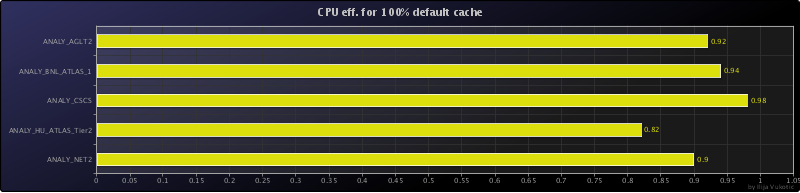 CPU eff. for 100% default cache
ANALY_AGLT2 0.92
ANALY_BNL_ATLAS_1 0.94
ANALY_CSCS 0.98
ANALY_HU_ATLAS_Tier2 0.82
ANALY_NET2 0.9
0 0.05 0.1 0.15 0.2 0.25 0.3 0.35 0.4 0.45 0.5 0.55 0.6 0.65 0.7 0.75 0.8 0.85 0.9 0.95 1 1.05
by Ilija Vukotic